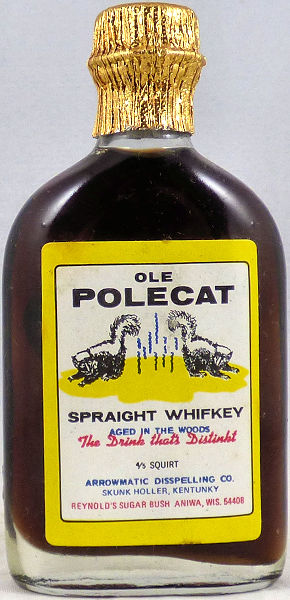 OLE
POLECAT
SPRAIGHT WHIFKEY
AGED IN THE WOODS
The Drink that's Distinkt
4/5 SQUIRT
ARROWMATIC DISSPELLING CO.
SKUNK HOLLER, KENTUNKY
REYNOLD'S SUGAR BUSH ANIWA, WIS. 54408